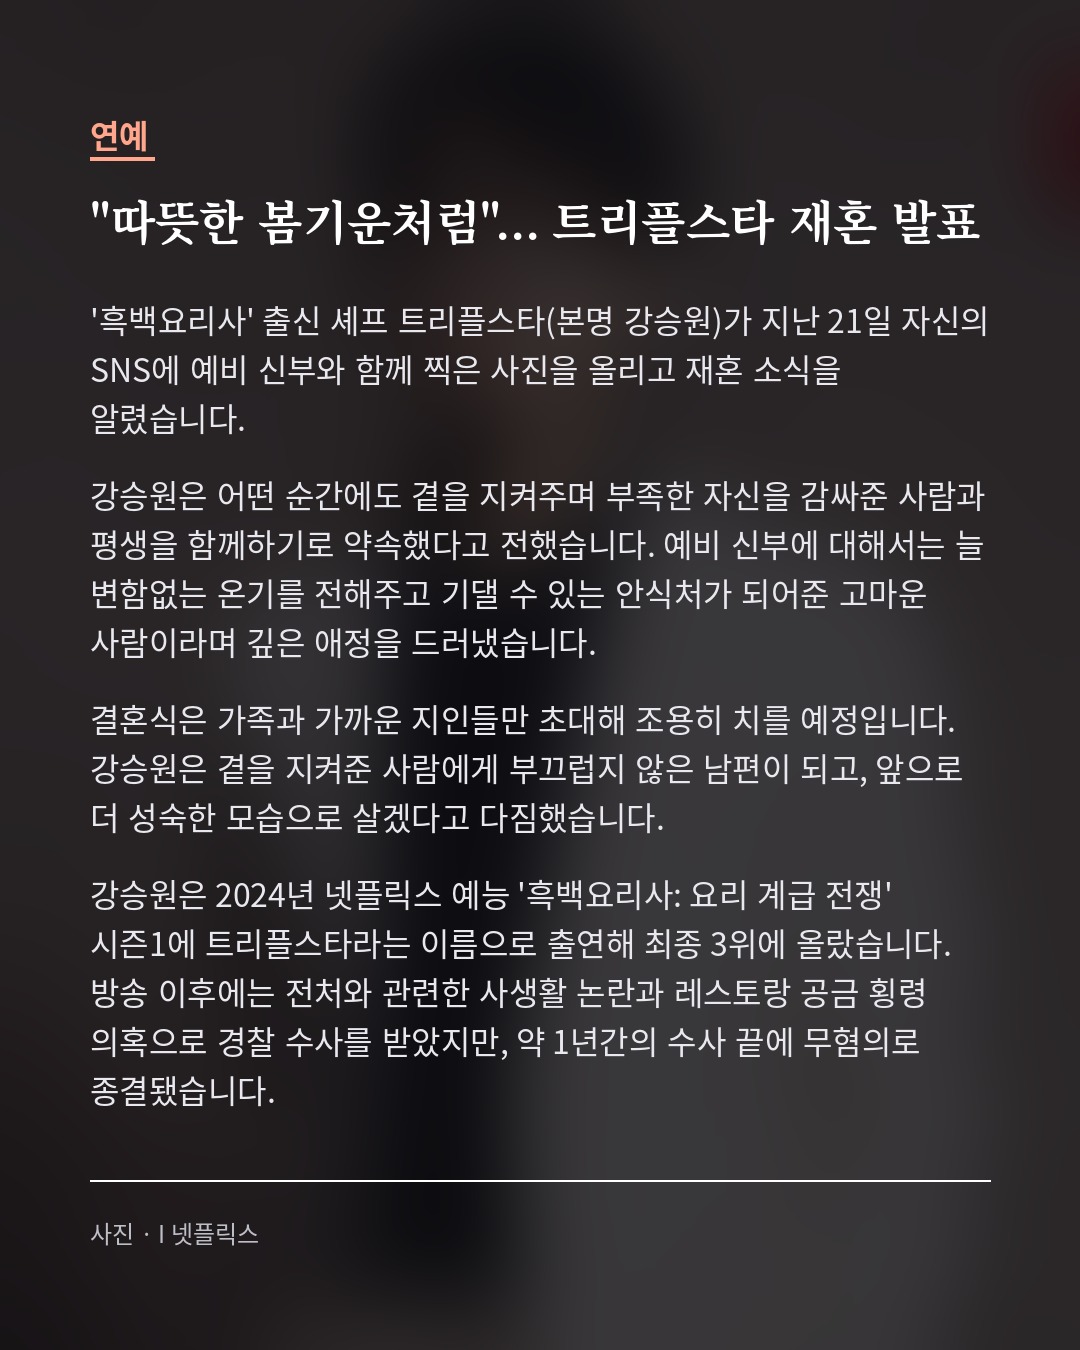 연예
"따뜻한 봄기운처럼"... 트리플스타 재혼 발표
'흑백요리사' 출신 셰프 트리플스타(본명 강승원)가 지난 21일 자신의
SNS에 예비 신부와 함께 찍은 사진을 올리고 재혼 소식을
알렸습니다.
강승원은 어떤 순간에도 곁을 지켜주며 부족한 자신을 감싸준 사람과
평생을 함께하기로 약속했다고 전했습니다. 예비 신부에 대해서는 늘
변함없는 온기를 전해주고 기댈 수 있는 안식처가 되어준 고마운
사람이라며 깊은 애정을 드러냈습니다.
결혼식은 가족과 가까운 지인들만 초대해 조용히 치를 예정입니다.
강승원은 곁을 지켜준 사람에게 부끄럽지 않은 남편이 되고, 앞으로
더 성숙한 모습으로 살겠다고 다짐했습니다.
강승원은 2024년 넷플릭스 예능 '흑백요리사: 요리 계급 전쟁'
시즌1에 트리플스타라는 이름으로 출연해 최종 3위에 올랐습니다.
방송 이후에는 전처와 관련한 사생활 논란과 레스토랑 공금 횡령
의혹으로 경찰 수사를 받았지만, 약 1년간의 수사 끝에 무혐의로
종결됐습니다.
사진 · l 넷플릭스